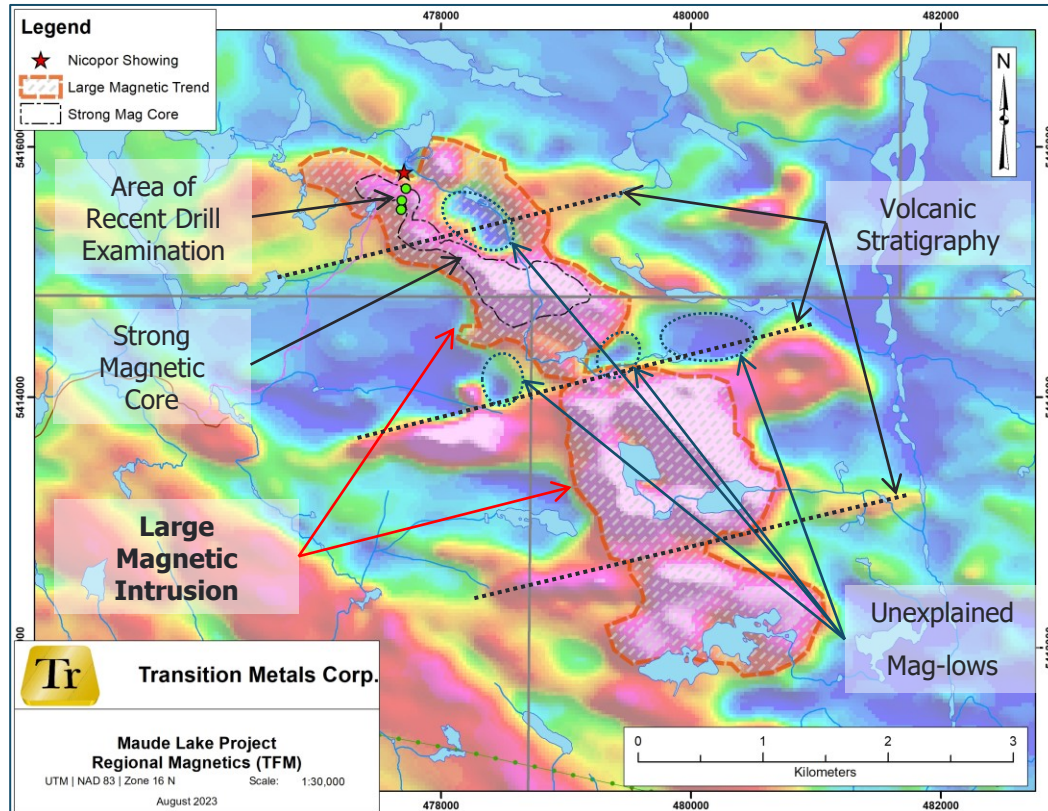 478000
480000
482000
Legend
Nicopor Showing
Large Magnetic Trend
Strong Mag Core
N
5416000
5416000
Area of
Recent Drill
Examination
Volcanic
Stratigraphy
Strong
Magnetic
Core
5414000
5414000
Large
Magnetic
Intrusion
Unexplained
Mag-lows
Tr
Transition Metals Corp.
Maude Lake Project
Regional Magnetics (TFM)
UTM | NAD 83 | Zone 16 N
Scale:
1:30,000
August 2023
0
1
2
3
Kilometers
478000
480000
482000